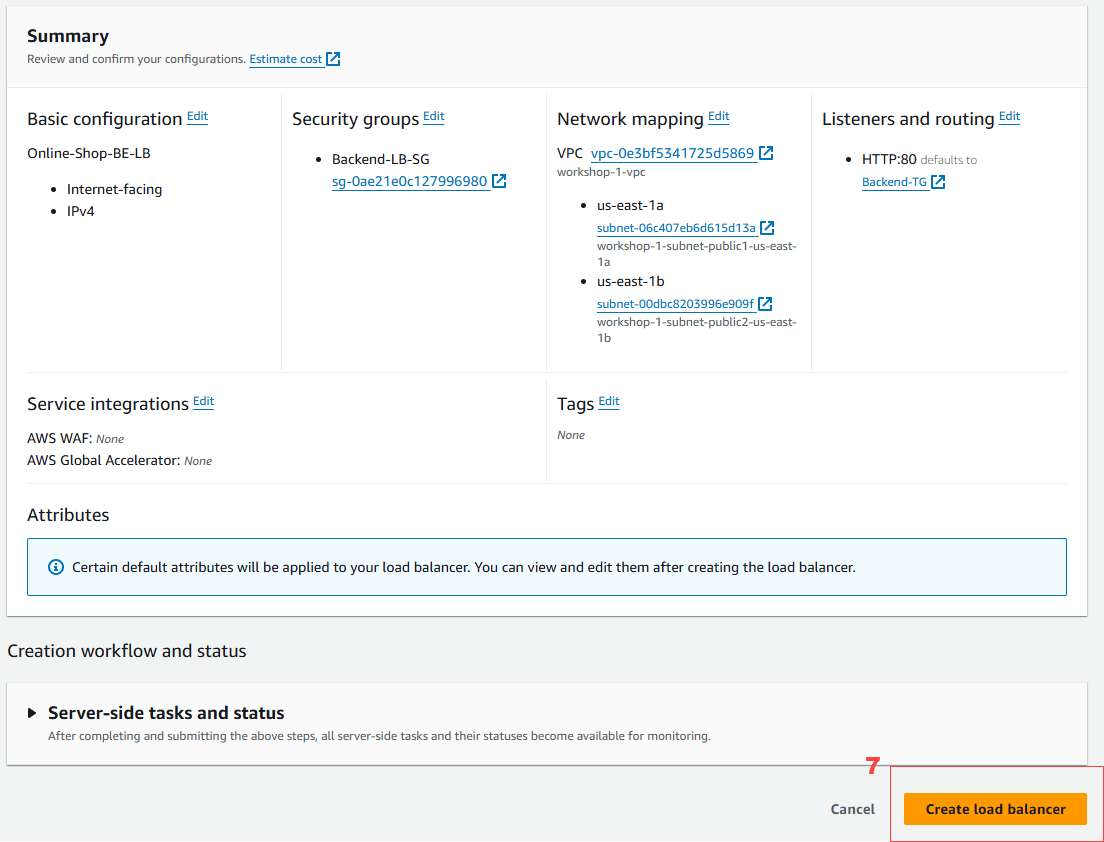 Summary
Review and confirm your configurations. Estimate cost
Basic configuration Edit
Online-Shop-BE-LB
• Internet-facing
• IPv4
Security groups Edit
• Backend-LB-SG
sg-0ae21e0c127996980
Network mapping Edit
VPC vpc-0e3bf5341725d5869
workshop-1-vpc
• us-east-1a
subnet-06c407eb6d615d13a
workshop-1-subnet-public1-us-east-
1a
• us-east-1b
subnet-00dbc8203996e909f
workshop-1-subnet-public2-us-east-
1b
Listeners and routing Edit
• HTTP:80 defaults to
Backend-TG
Service integrations Edit
AWS WAF: None
AWS Global Accelerator: None
Tags Edit
None
Attributes
Certain default attributes will be applied to your load balancer. You can view and edit them after creating the load balancer.
Creation workflow and status
Server-side tasks and status
After completing and submitting the above steps, all server-side tasks and their statuses become available for monitoring.
7
Cancel
Create load balancer